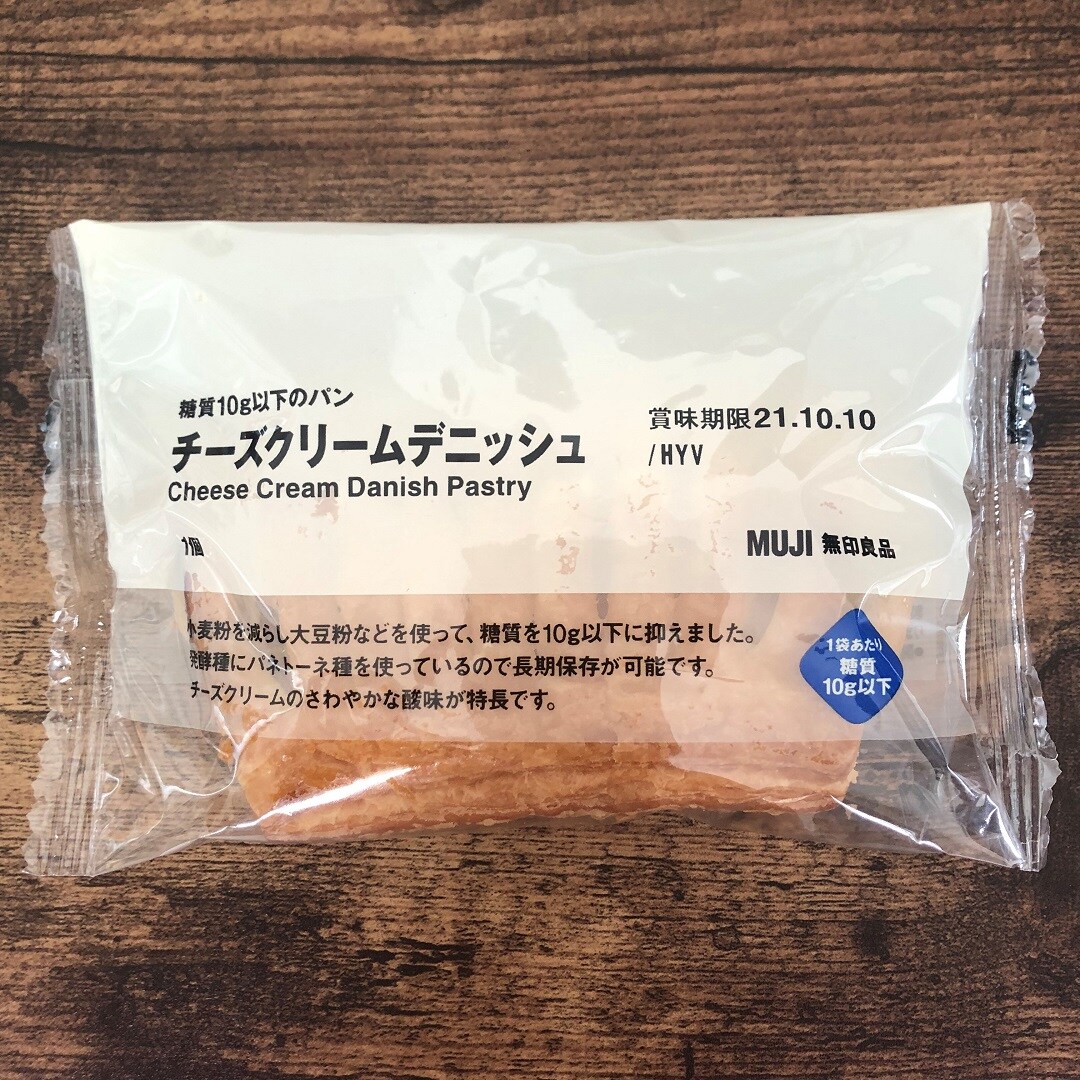 糖質10g以下のパン
チーズクリームデニッシュ
Cheese Cream Danish Pastry
賞味期限21.10.10
/HYV
1個
MUJI 無印良品
小麦粉を減らし大豆粉などを使って、糖質を10g以下に抑えました。
発酵種にパネトーネ種を使っているので長期保存が可能です。
チーズクリームのさわやかな酸味が特長です。
1袋あたり
糖質
10g以下